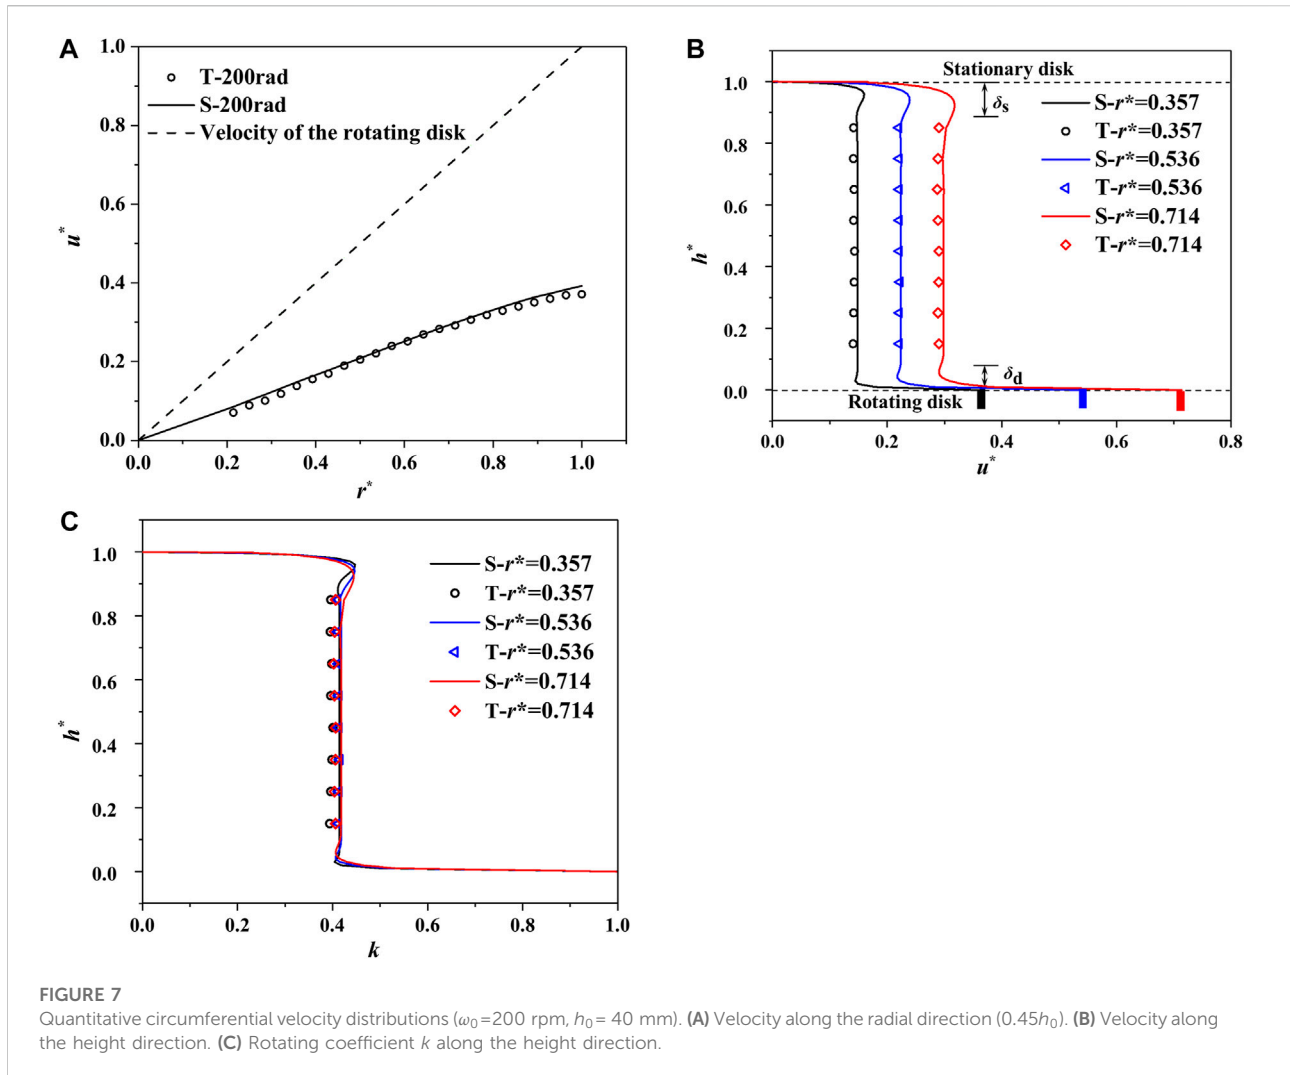 A
1.0
0.8
0.6
0.4
0.2
0.0
u*
T-200rad
S-200rad
Velocity of the rotating disk
0.0 0.2 0.4 0.6 0.8 1.0
r*
B
1.0
0.8
0.6
0.4
0.2
0.0
h*
Stationary disk
δs
S-r*=0.357
T-r*=0.357
S-r*=0.536
T-r*=0.536
S-r*=0.714
T-r*=0.714
δd
Rotating disk
0.0 0.2 0.4 0.6 0.8
u*
C
1.0
0.8
0.6
0.4
0.2
0.0
h*
S-r*=0.357
T-r*=0.357
S-r*=0.536
T-r*=0.536
S-r*=0.714
T-r*=0.714
0.0 0.2 0.4 0.6 0.8 1.0
k
FIGURE 7
Quantitative circumferential velocity distributions (ω0=200 rpm, h0= 40 mm). (A) Velocity along the radial direction (0.45h0). (B) Velocity along
the height direction. (C) Rotating coefficient k along the height direction.